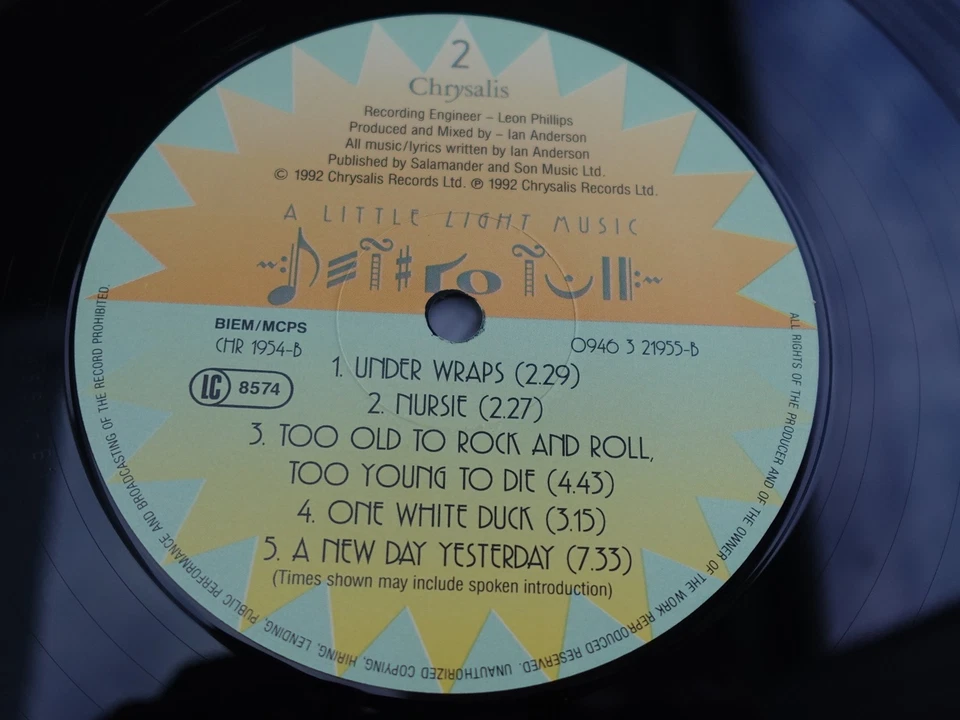 2
Chrysalis
Recording Engineer – Leon Phillips
Produced and Mixed by – Ian Anderson
All music/lyrics written by Ian Anderson
Published by Salamander and Son Music Ltd.
© 1992 Chrysalis Records Ltd. ℗ 1992 Chrysalis Records Ltd.
A LITTLE LIGHT MUSIC
JETHRO TULL
BIEM/MCPS
CHR 1954-B
0946 3 21955-B
LC 8574
1. UNDER WRAPS (2.29)
2. NURSIE (2.27)
3. TOO OLD TO ROCK AND ROLL,
TOO YOUNG TO DIE (4.43)
4. ONE WHITE DUCK (3.15)
5. A NEW DAY YESTERDAY (7.33)
(Times shown may include spoken introduction)
ALL RIGHTS OF THE PRODUCER AND OF THE OWNER OF THE WORK REPRODUCED RESERVED. UNAUTHORIZED COPYING, HIRING, LENDING, PUBLIC PERFORMANCE AND BROADCASTING OF THE RECORD PROHIBITED.